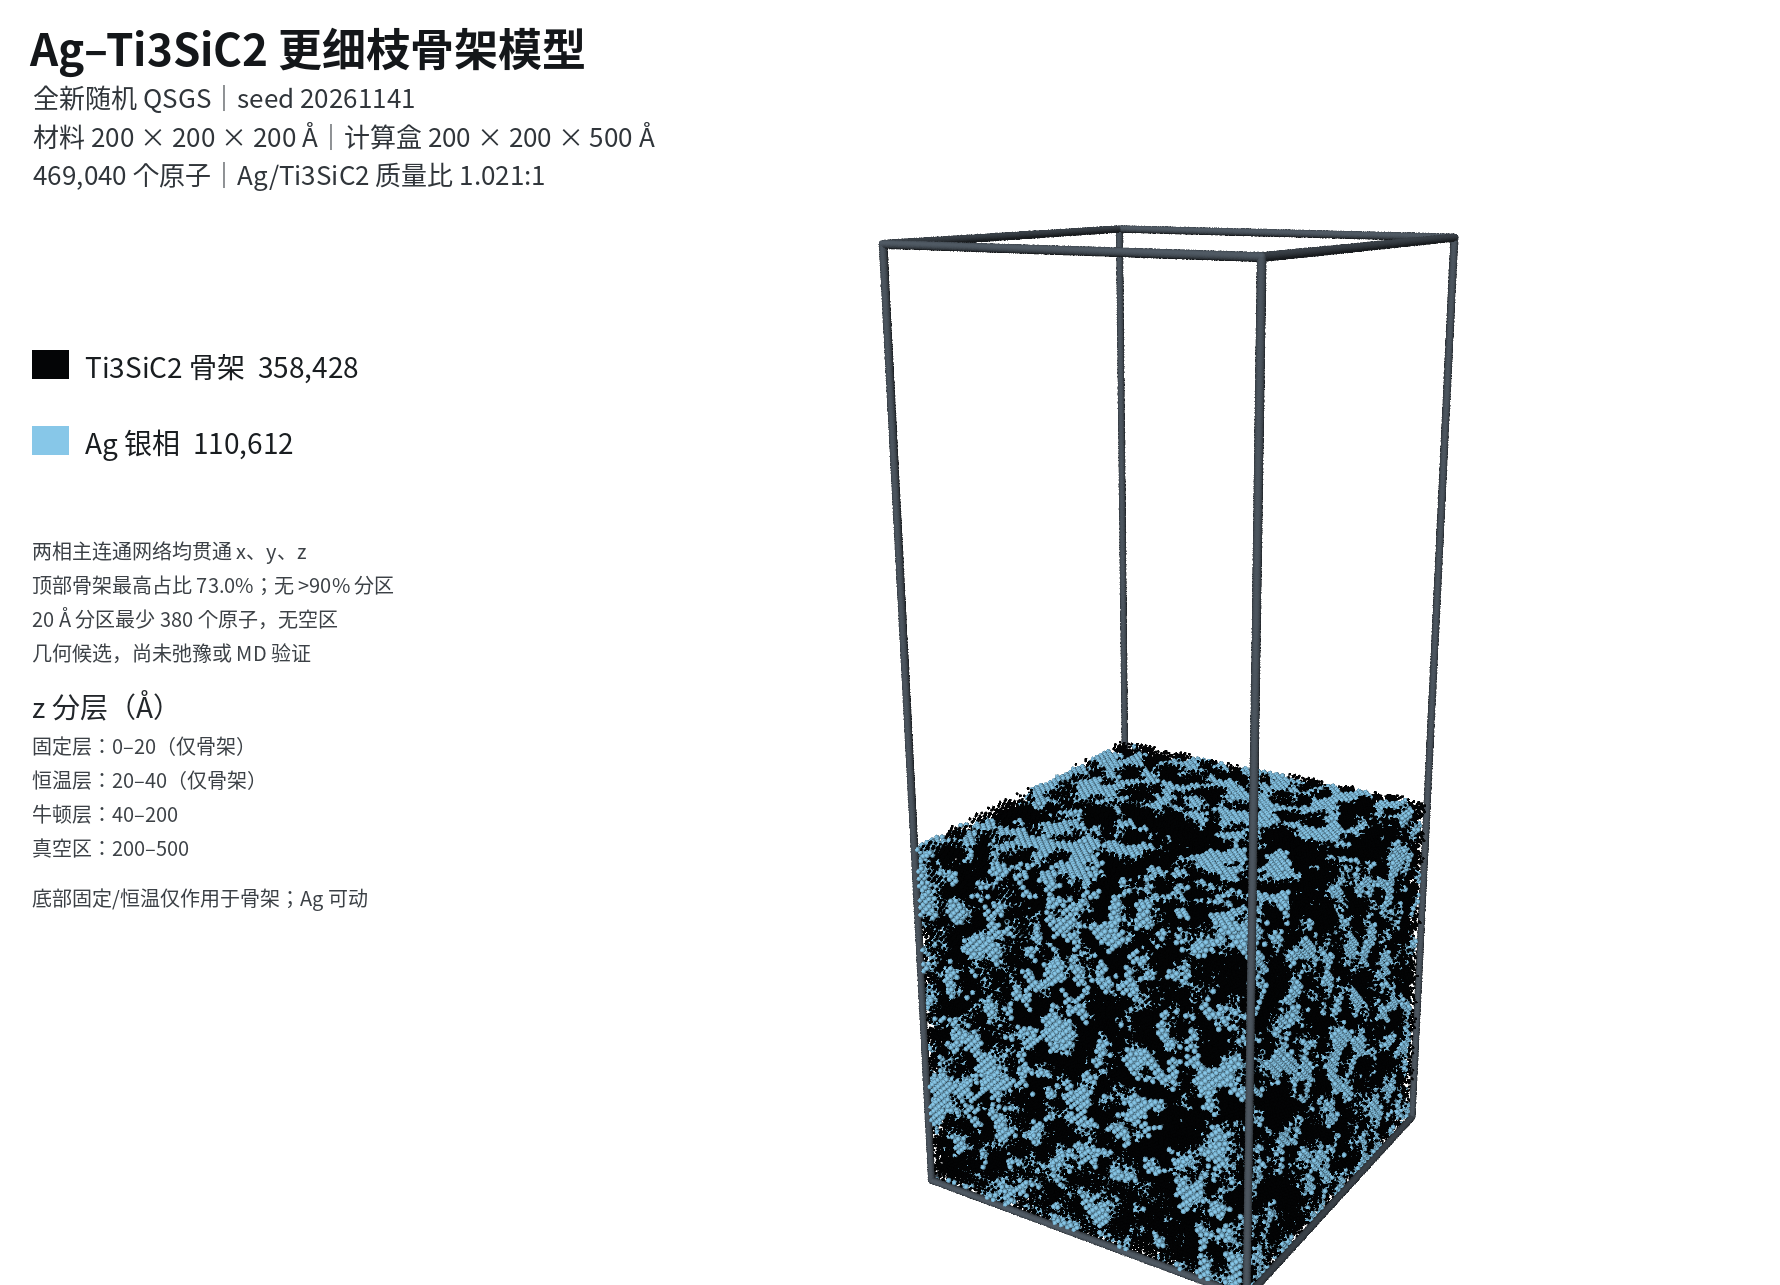 Ag–Ti3SiC2 更细枝骨架模型
全新随机 QSGS｜seed 20261141
材料 200 × 200 × 200 Å｜计算盒 200 × 200 × 500 Å
469,040 个原子｜Ag/Ti3SiC2 质量比 1.021:1
Ti3SiC2 骨架 358,428
Ag 银相 110,612
两相主连通网络均贯通 x、y、z
顶部骨架最高占比 73.0%；无 >90% 分区
20 Å 分区最少 380 个原子，无空区
几何候选，尚未弛豫或 MD 验证
z 分层（Å）
固定层：0–20（仅骨架）
恒温层：20–40（仅骨架）
牛顿层：40–200
真空区：200–500
底部固定/恒温仅作用于骨架；Ag 可动